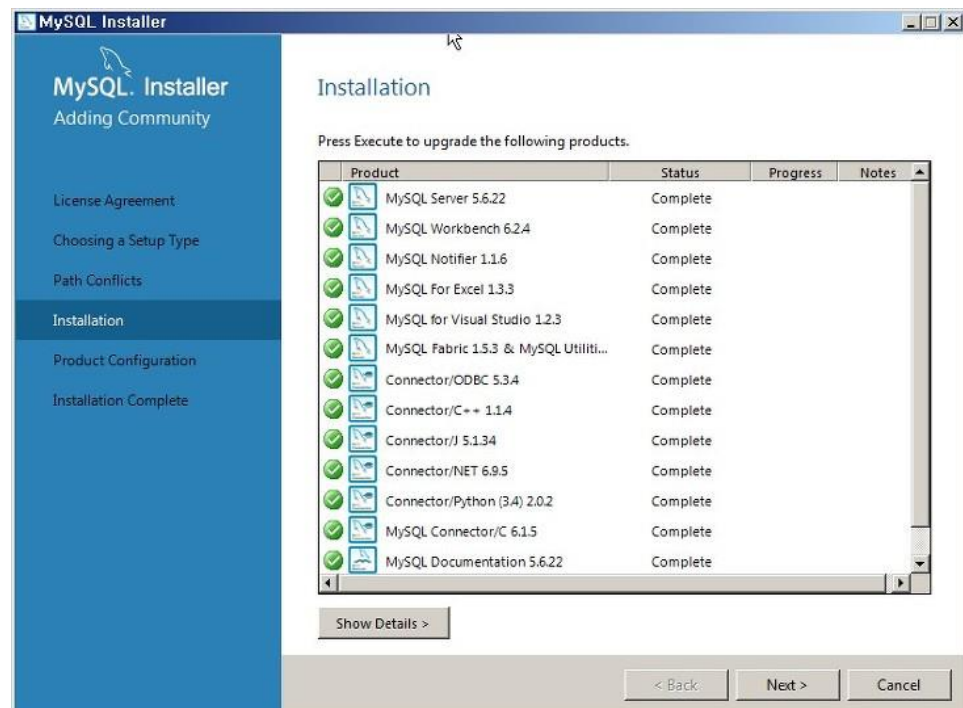 MySQL Installer
MySQL. Installer
Adding Community
License Agreement
Choosing a Setup Type
Path Conflicts
Installation
Product Configuration
Installation Complete
Installation
Press Execute to upgrade the following products.
Product Status Progress Notes
MySQL Server 5.6.22 Complete
MySQL Workbench 6.2.4 Complete
MySQL Notifier 1.1.6 Complete
MySQL For Excel 1.3.3 Complete
MySQL for Visual Studio 1.2.3 Complete
MySQL Fabric 1.5.3 & MySQL Utiliti... Complete
Connector/ODBC 5.3.4 Complete
Connector/C++ 1.1.4 Complete
Connector/J 5.1.34 Complete
Connector/NET 6.9.5 Complete
Connector/Python (3.4) 2.0.2 Complete
MySQL Connector/C 6.1.5 Complete
MySQL Documentation 5.6.22 Complete
Show Details >
< Back Next > Cancel